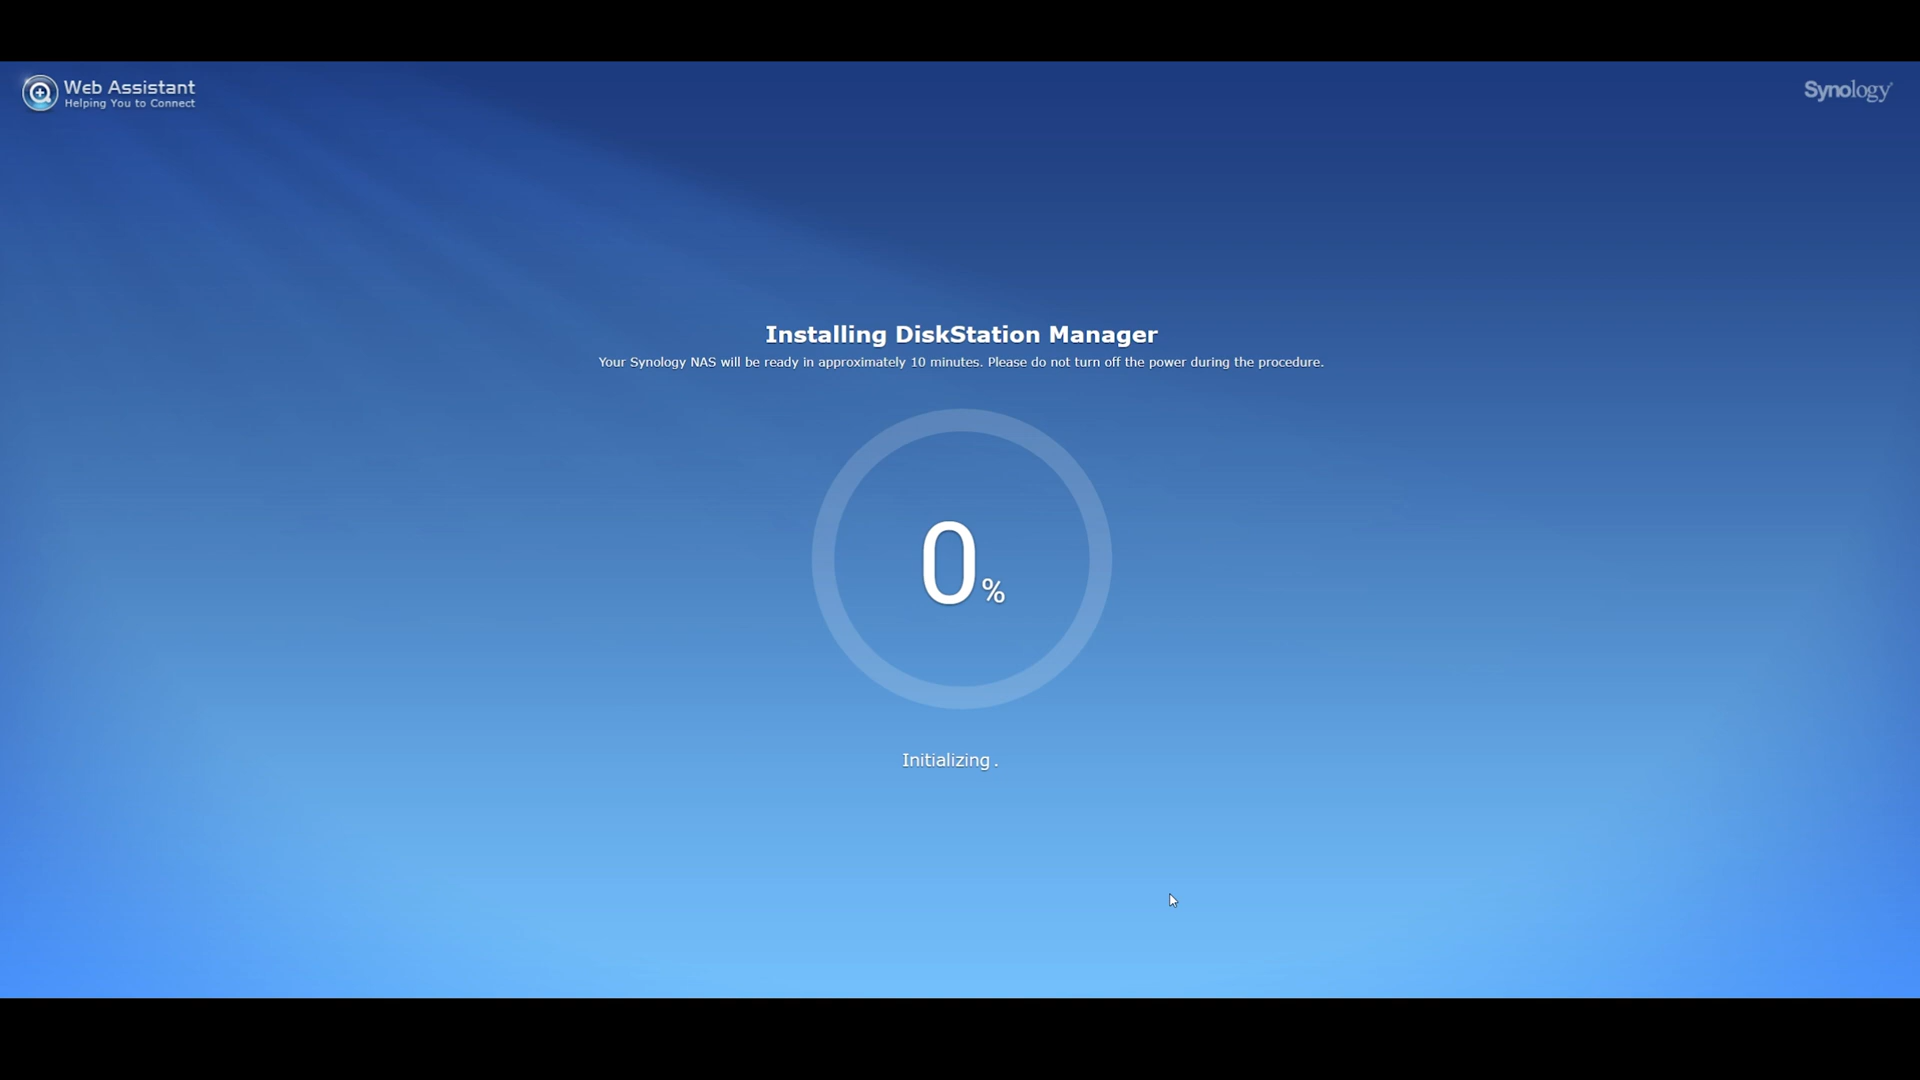 Web Assistant
Helping You to Connect
Synology
Installing DiskStation Manager
Your Synology NAS will be ready in approximately 10 minutes. Please do not turn off the power during the procedure.
0%
Initializing.